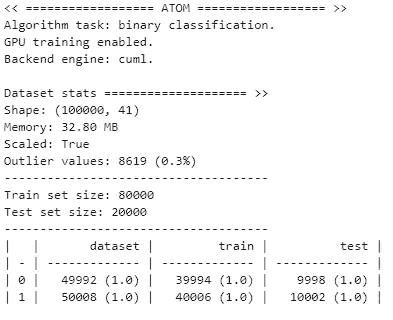 << ================== ATOM ================== >>
Algorithm task: binary classification.
GPU training enabled.
Backend engine: cuml.
Dataset stats ==================== >>
Shape: (100000, 41)
Memory: 32.80 MB
Scaled: True
Outlier values: 8619 (0.3%)
-------------------------------------
Train set size: 80000
Test set size: 20000
-------------------------------------
|   |       dataset |         train |          test |
| - | ------------- | ------------- | ------------- |
| 0 |   49992 (1.0) |   39994 (1.0) |    9998 (1.0) |
| 1 |   50008 (1.0) |   40006 (1.0) |   10002 (1.0) |